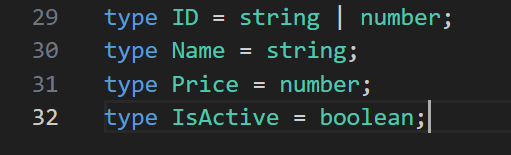 29 type ID = string | number;
30 type Name = string;
31 type Price = number;
32 type IsActive = boolean;